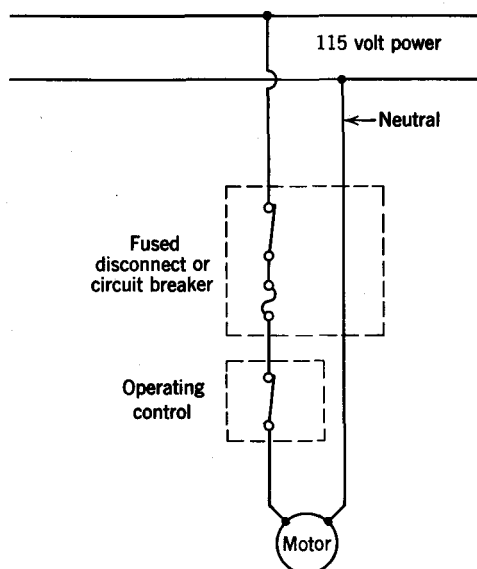 115 volt power
Neutral
Fused
disconnect or
circuit breaker
Operating
control
Motor